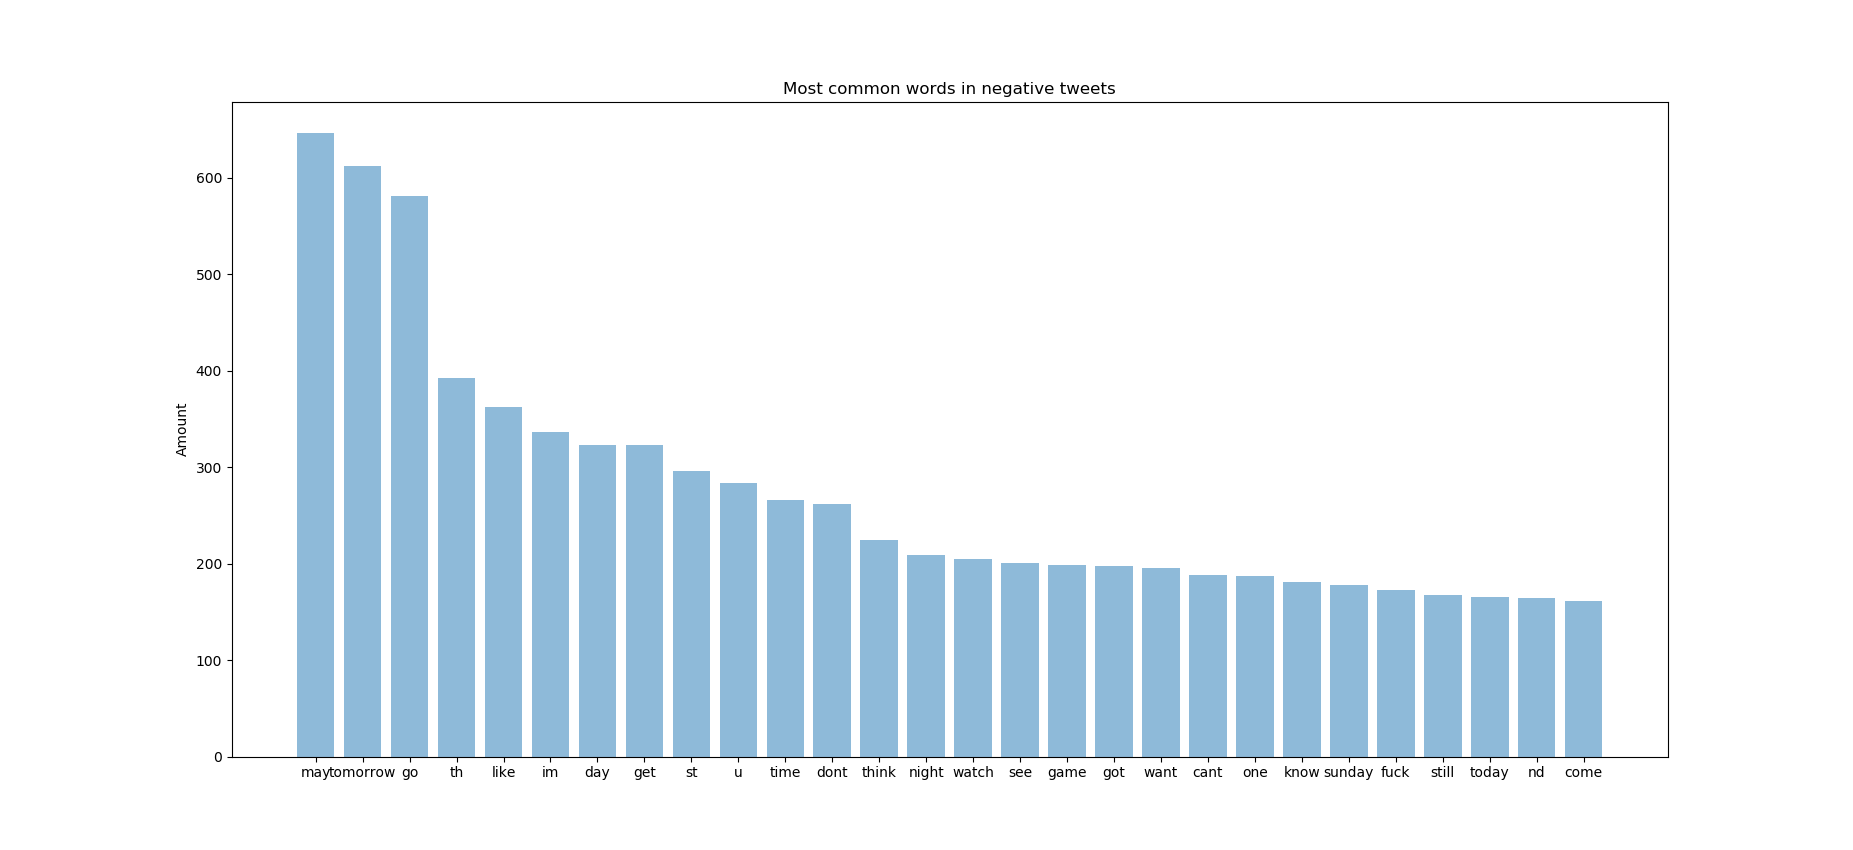 Most common words in negative tweets
600
500
400
300
200
100
0
Amount
may tomorrow go th like im day get st u time dont think night watch see game got want cant one know sunday fuck still today nd come